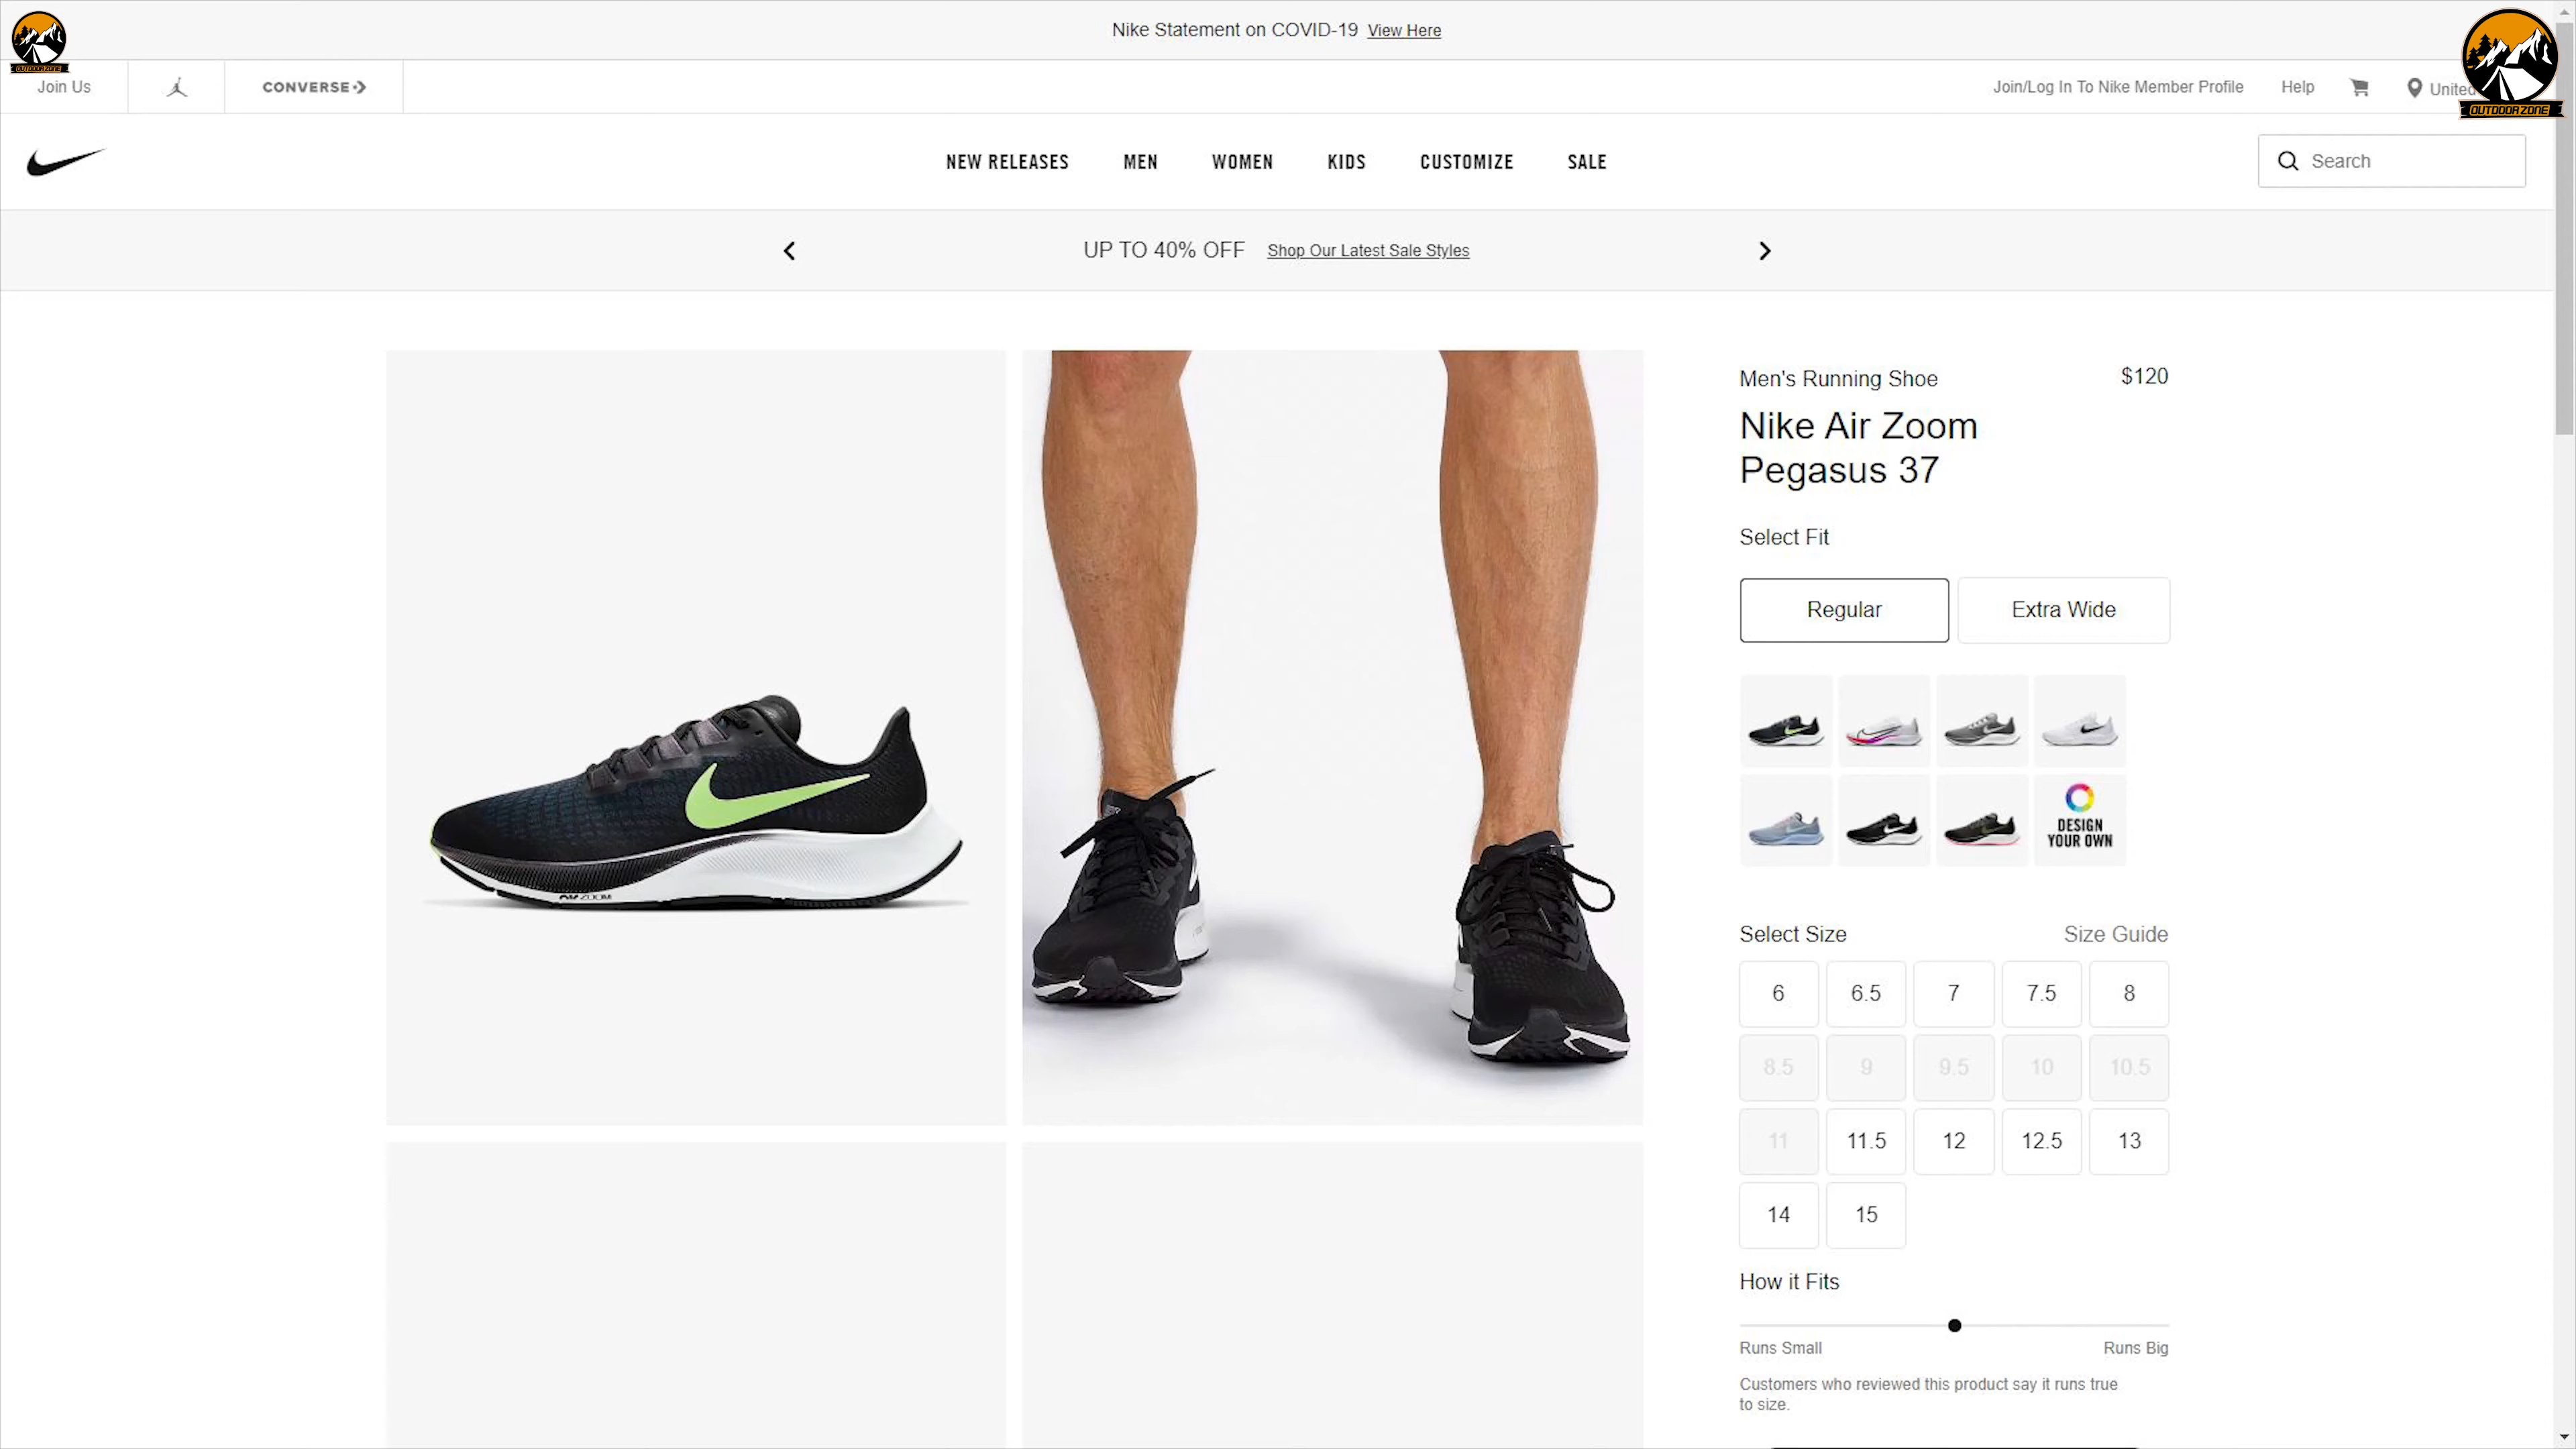 Nike Statement on COVID-19 View Here
OUTDOORZONE
OUTDOORZONE
Join Us
CONVERSE
Join/Log In To Nike Member Profile
Help
United
NEW RELEASES
MEN
WOMEN
KIDS
CUSTOMIZE
SALE
Search
UP TO 40% OFF Shop Our Latest Sale Styles
Men's Running Shoe
$120
Nike Air Zoom
Pegasus 37
Select Fit
Regular
Extra Wide
DESIGN
YOUR OWN
ZOOM
Select Size
Size Guide
6
6.5
7
7.5
8
8.5
9
9.5
10
10.5
11
11.5
12
12.5
13
14
15
How it Fits
Runs Small
Runs Big
Customers who reviewed this product say it runs true
to size.